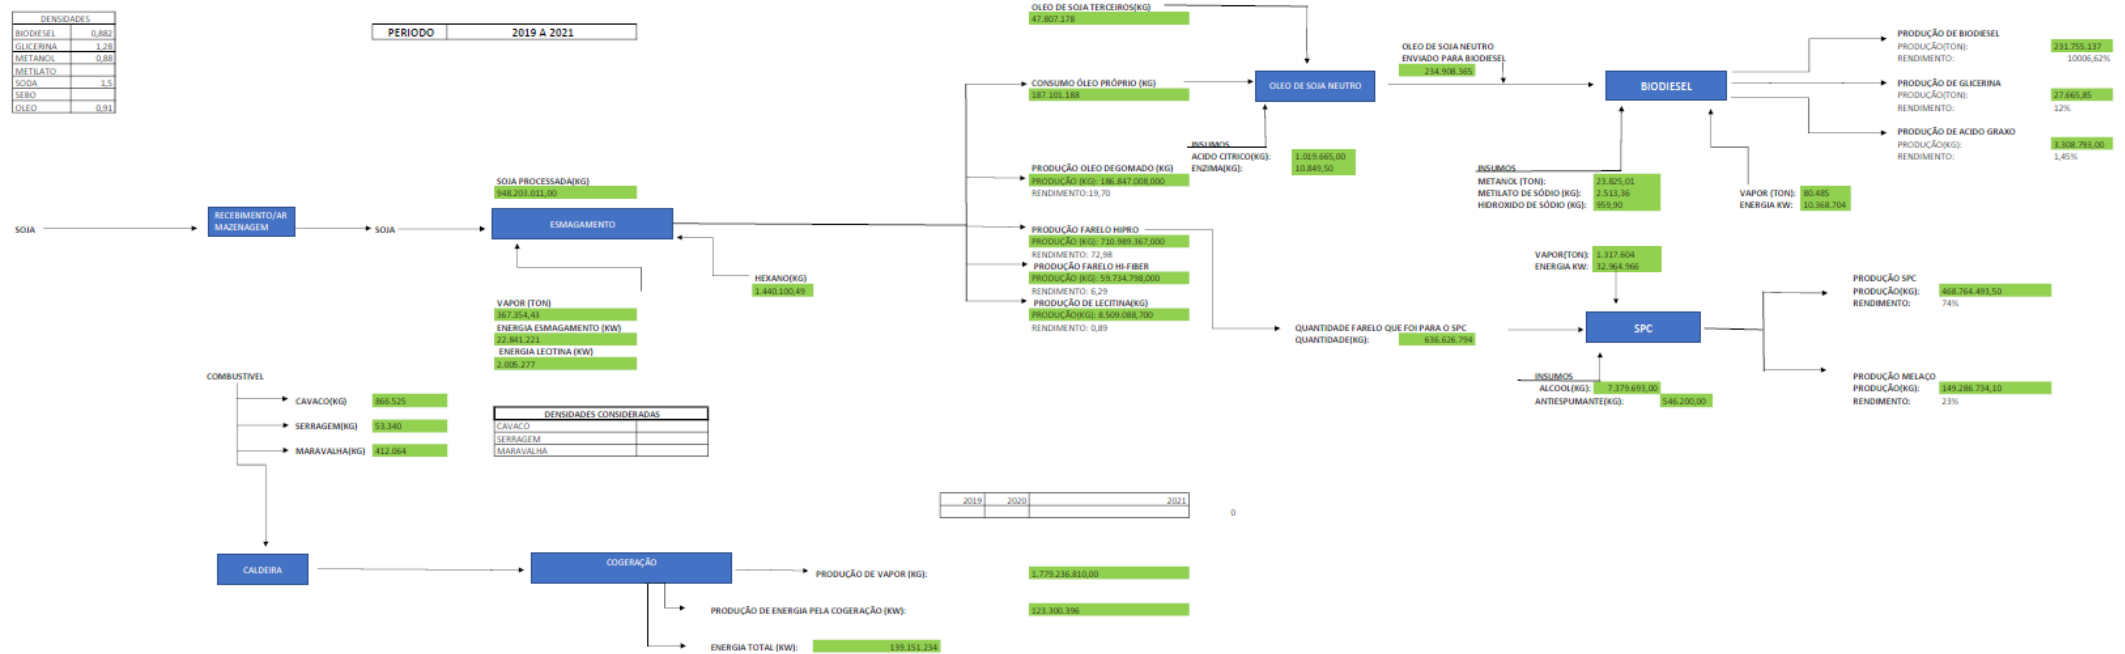 DENSIDADES
BIODIESEL 0,882
GLICERINA 1,28
METANOL 0,88
METILATO
SODA 1,5
SEBO
OLEO 0,91
PERIODO 2019 A 2021
OLEO DE SOJA TERCEIROS(KG)
47.807.178
CONSUMO ÓLEO PRÓPRIO (KG)
187.101.188
OLEO DE SOJA NEUTRO
OLEO DE SOJA NEUTRO
ENVIADO PARA BIODIESEL
234.908.365
BIODIESEL
PRODUÇÃO DE BIODIESEL
PRODUÇÃO(TON): 231.755.137
RENDIMENTO: 10006,62%
PRODUÇÃO DE GLICERINA
PRODUÇÃO(TON): 27.665,85
RENDIMENTO: 12%
PRODUÇÃO DE ACIDO GRAXO
PRODUÇÃO(KG): 3.308.793,00
RENDIMENTO: 1,45%
INSUMOS
ACIDO CITRICO(KG): 1.019.665,00
ENZIMA(KG): 10.849,50
INSUMOS
METANOL (TON): 23.825,01
METILATO DE SÓDIO (KG): 2.513,36
HIDROXIDO DE SÓDIO (KG): 959,90
VAPOR (TON): 80.485
ENERGIA KW: 10.368.704
SOJA
RECEBIMENTO/AR
MAZENAGEM
SOJA
SOJA PROCESSADA(KG)
948.203.011,00
ESMAGAMENTO
HEXANO(KG)
1.440.100,49
VAPOR (TON)
367.354,43
ENERGIA ESMAGAMENTO (KW)
22.841.221
ENERGIA LECITINA (KW)
2.005.277
PRODUÇÃO OLEO DEGOMADO (KG)
PRODUÇÃO (KG): 186.847.008,000
RENDIMENTO:19,70
PRODUÇÃO FARELO HIPRO
PRODUÇÃO (KG): 710.989.367,000
RENDIMENTO: 72,98
PRODUÇÃO FARELO HI-FIBER
PRODUÇÃO (KG): 59.734.798,000
RENDIMENTO: 6,29
PRODUÇÃO DE LECITINA(KG)
PRODUÇÃO(KG): 8.509.088,700
RENDIMENTO: 0,89
QUANTIDADE FARELO QUE FOI PARA O SPC
QUANTIDADE(KG): 636.626.794
VAPOR(TON): 1.317.604
ENERGIA KW: 32.964.966
SPC
INSUMOS
ALCOOL(KG): 7.379.693,00
ANTIESPUMANTE(KG): 546.200,00
PRODUÇÃO SPC
PRODUÇÃO(KG): 468.764.493,50
RENDIMENTO: 74%
PRODUÇÃO MELAÇO
PRODUÇÃO(KG): 149.286.734,10
RENDIMENTO: 23%
COMBUSTIVEL
CAVACO(KG) 866.525
SERRAGEM(KG) 53.340
MARAVALHA(KG) 412.064
DENSIDADES CONSIDERADAS
CAVACO
SERRAGEM
MARAVALHA
2019 2020 2021
0
CALDEIRA
COGERAÇÃO
PRODUÇÃO DE VAPOR (KG): 1.779.236.810,00
PRODUÇÃO DE ENERGIA PELA COGERAÇÃO (KW): 123.300.396
ENERGIA TOTAL (KW): 139.151.234